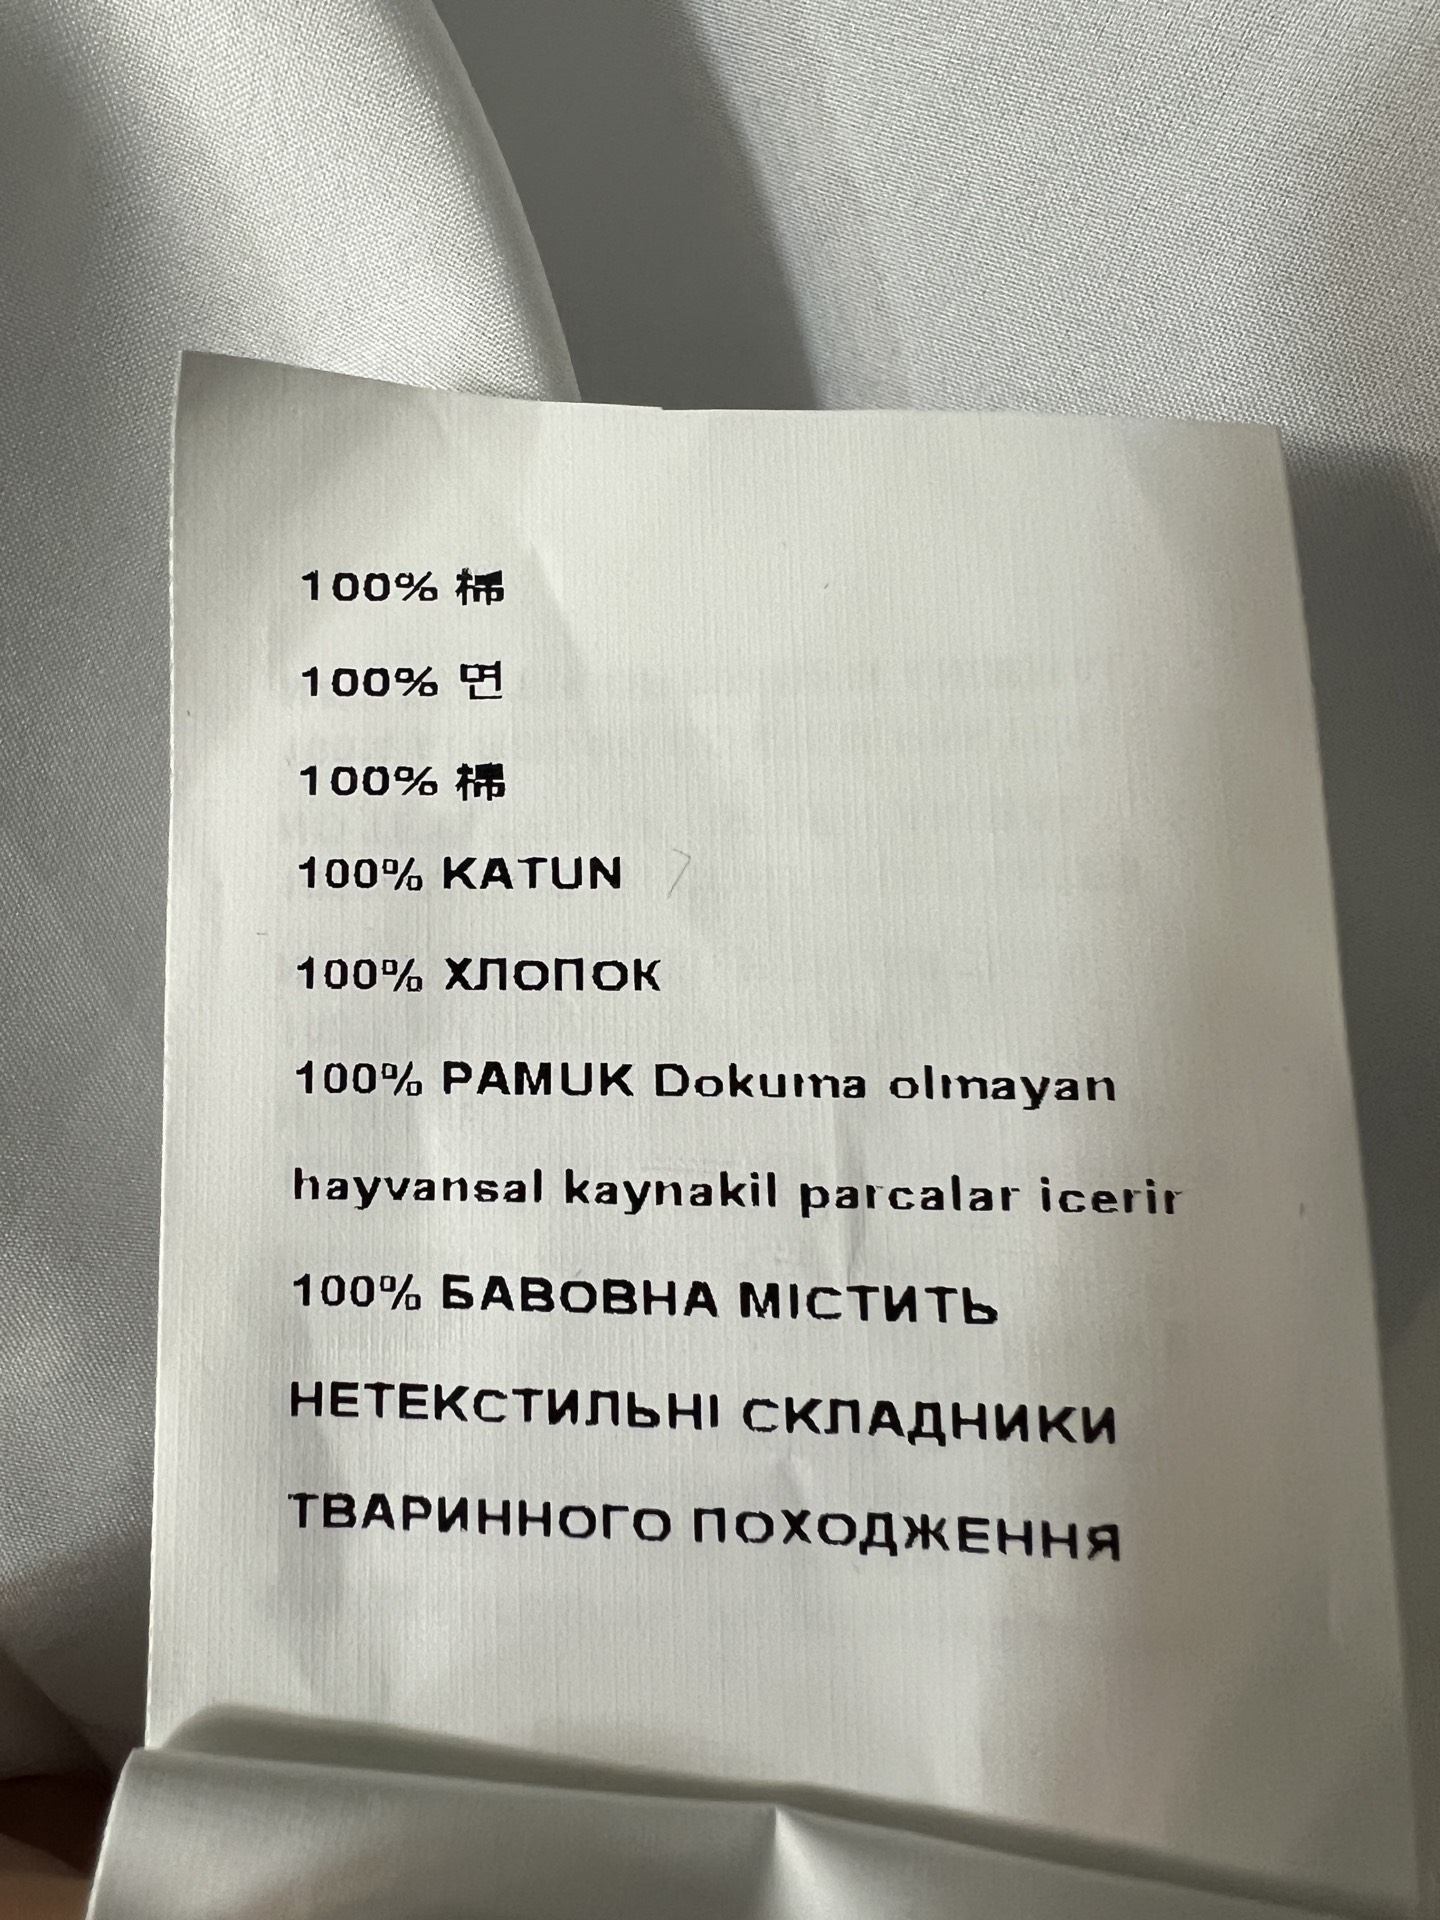 100% 棉
100% 면
100% 棉
100% KATUN
100% ХЛОПОК
100% PAMUK Dokuma olmayan
hayvansal kaynakil parcalar icerir
100% БАВОВНА МІСТИТЬ
НЕТЕКСТИЛЬНІ СКЛАДНИКИ
ТВАРИННОГО ПОХОДЖЕННЯ